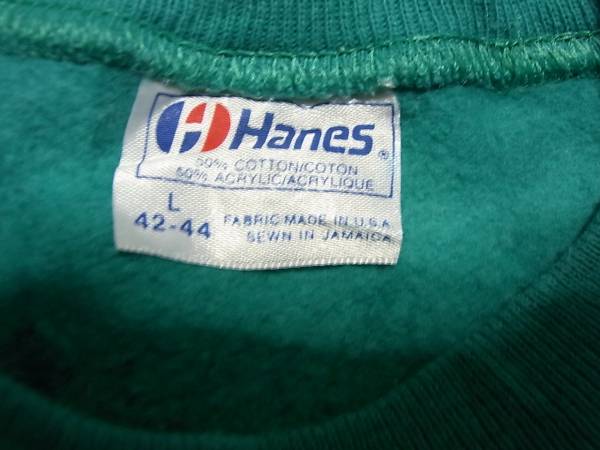 Hanes®
50% COTTON/COTON
50% ACRYLIC/ACRYLIQUE
L
42-44
FABRIC MADE IN U.S.A.
SEWN IN JAMAICA